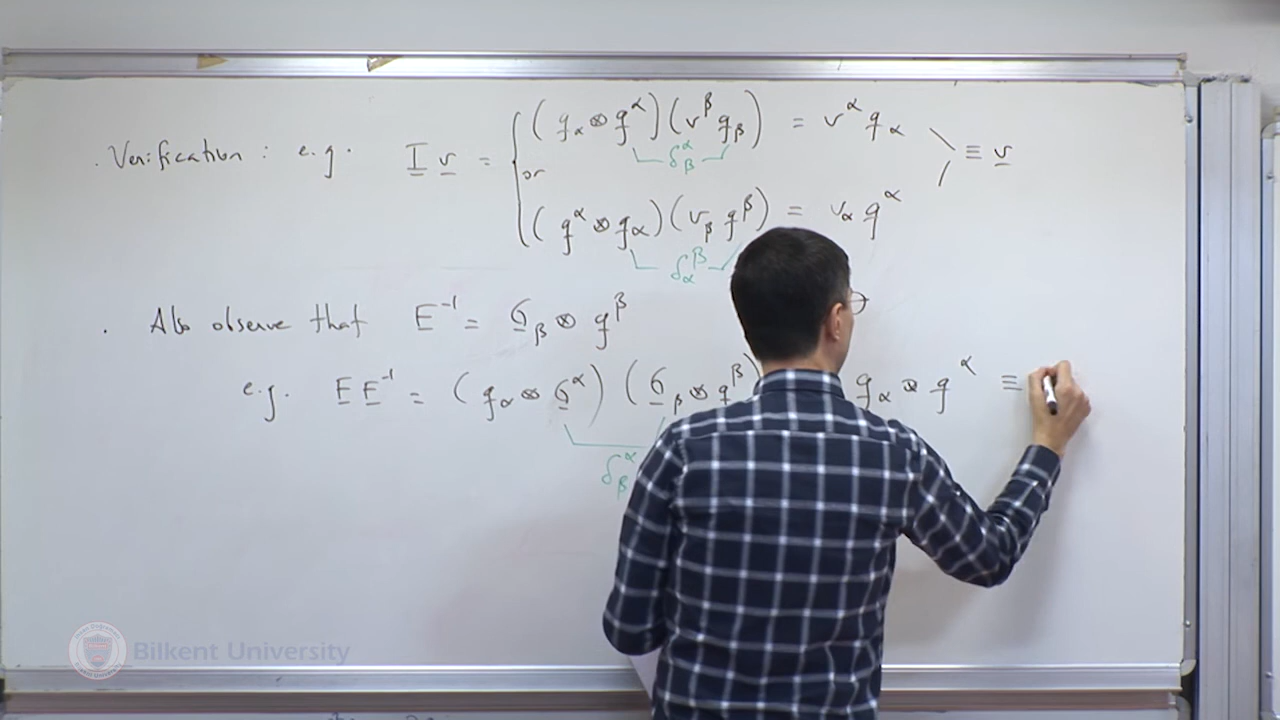 . Verification : e.g. I v = { (g_α ⊗ g^α)(v^β g_β) = v^α g_α
δ^α_β
or ≡ v
(g^α ⊗ g_α)(v_β g^β) = v_α g^α
δ^β_α
. Also observe that F^-1 = G_β ⊗ g^β
e.g. F F^-1 = (g_α ⊗ G^α)(G_β ⊗ g^β) g_α ⊗ g^α ≡
δ^α_β
Bilkent University